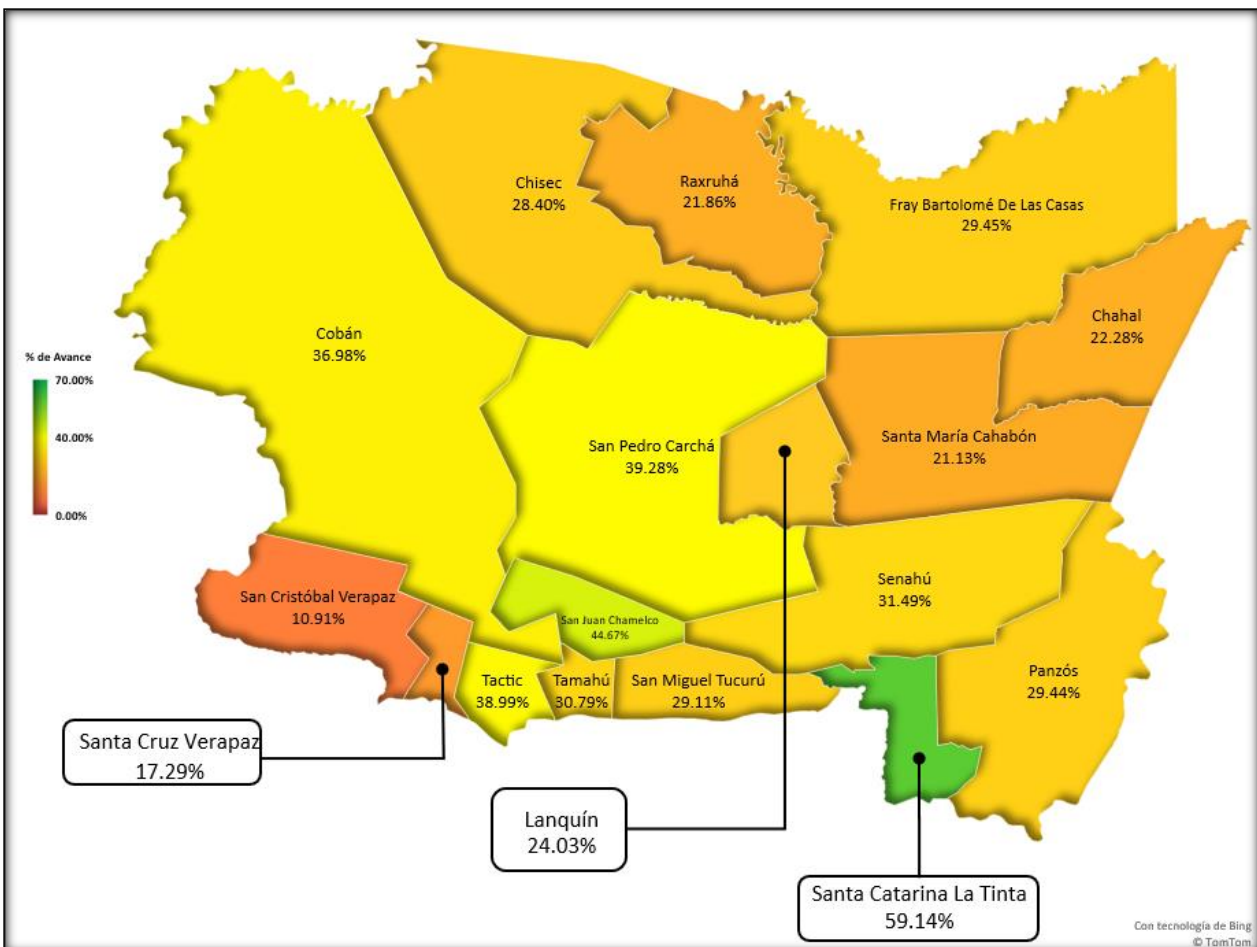 Chisec
28.40%
Raxruhá
21.86%
Fray Bartolomé De Las Casas
29.45%
Chahal
22.28%
Cobán
36.98%
% de Avance
70.00%
40.00%
0.00%
San Pedro Carchá
39.28%
Santa María Cahabón
21.13%
Senahú
31.49%
San Cristóbal Verapaz
10.91%
San Juan Chamelco
44.67%
Tactic
38.99%
Tamahú
30.79%
San Miguel Tucurú
29.11%
Panzós
29.44%
Santa Cruz Verapaz
17.29%
Lanquín
24.03%
Santa Catarina La Tinta
59.14%
Con tecnología de Bing
© TomTom